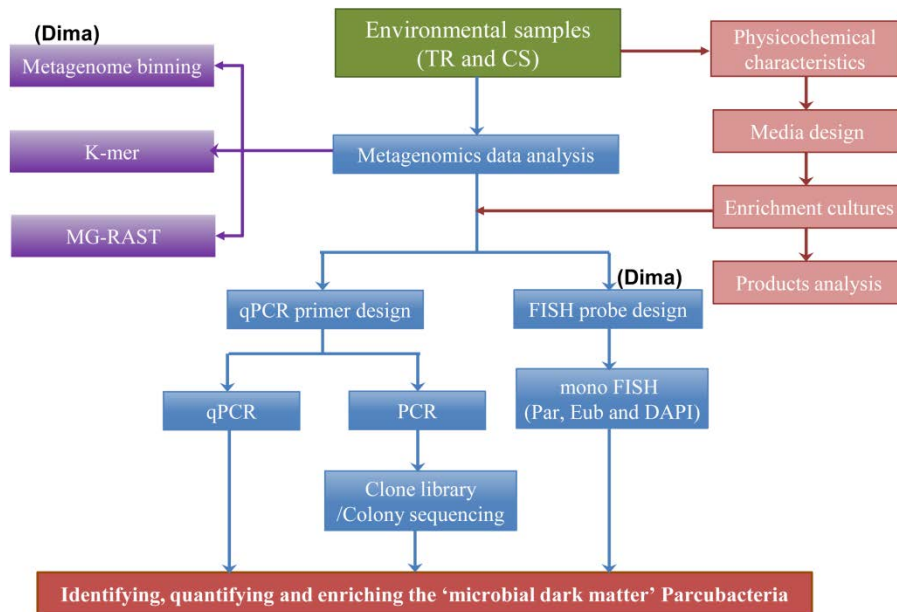 (Dima)
Metagenome binning
K-mer
MG-RAST
Environmental samples
(TR and CS)
Metagenomics data analysis
Physicochemical
characteristics
Media design
Enrichment cultures
Products analysis
qPCR primer design
(Dima)
FISH probe design
qPCR
PCR
mono FISH
(Par, Eub and DAPI)
Clone library
/Colony sequencing
Identifying, quantifying and enriching the ‘microbial dark matter’ Parcubacteria